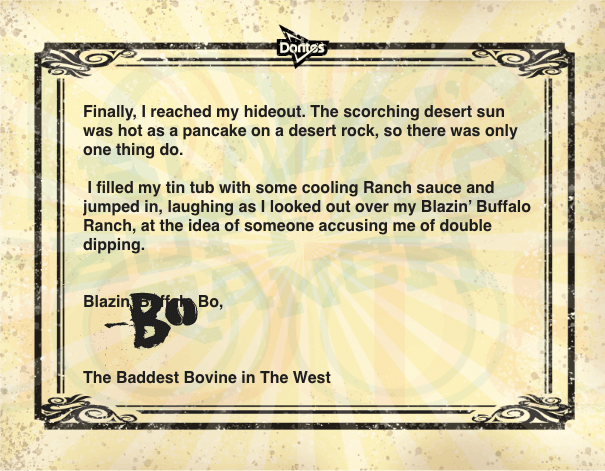 Doritos
Finally, I reached my hideout. The scorching desert sun
was hot as a pancake on a desert rock, so there was only
one thing do.
I filled my tin tub with some cooling Ranch sauce and
jumped in, laughing as I looked out over my Blazin' Buffalo
Ranch, at the idea of someone accusing me of double
dipping.
Blazin' Buffalo Bo,
-Bo
The Baddest Bovine in The West